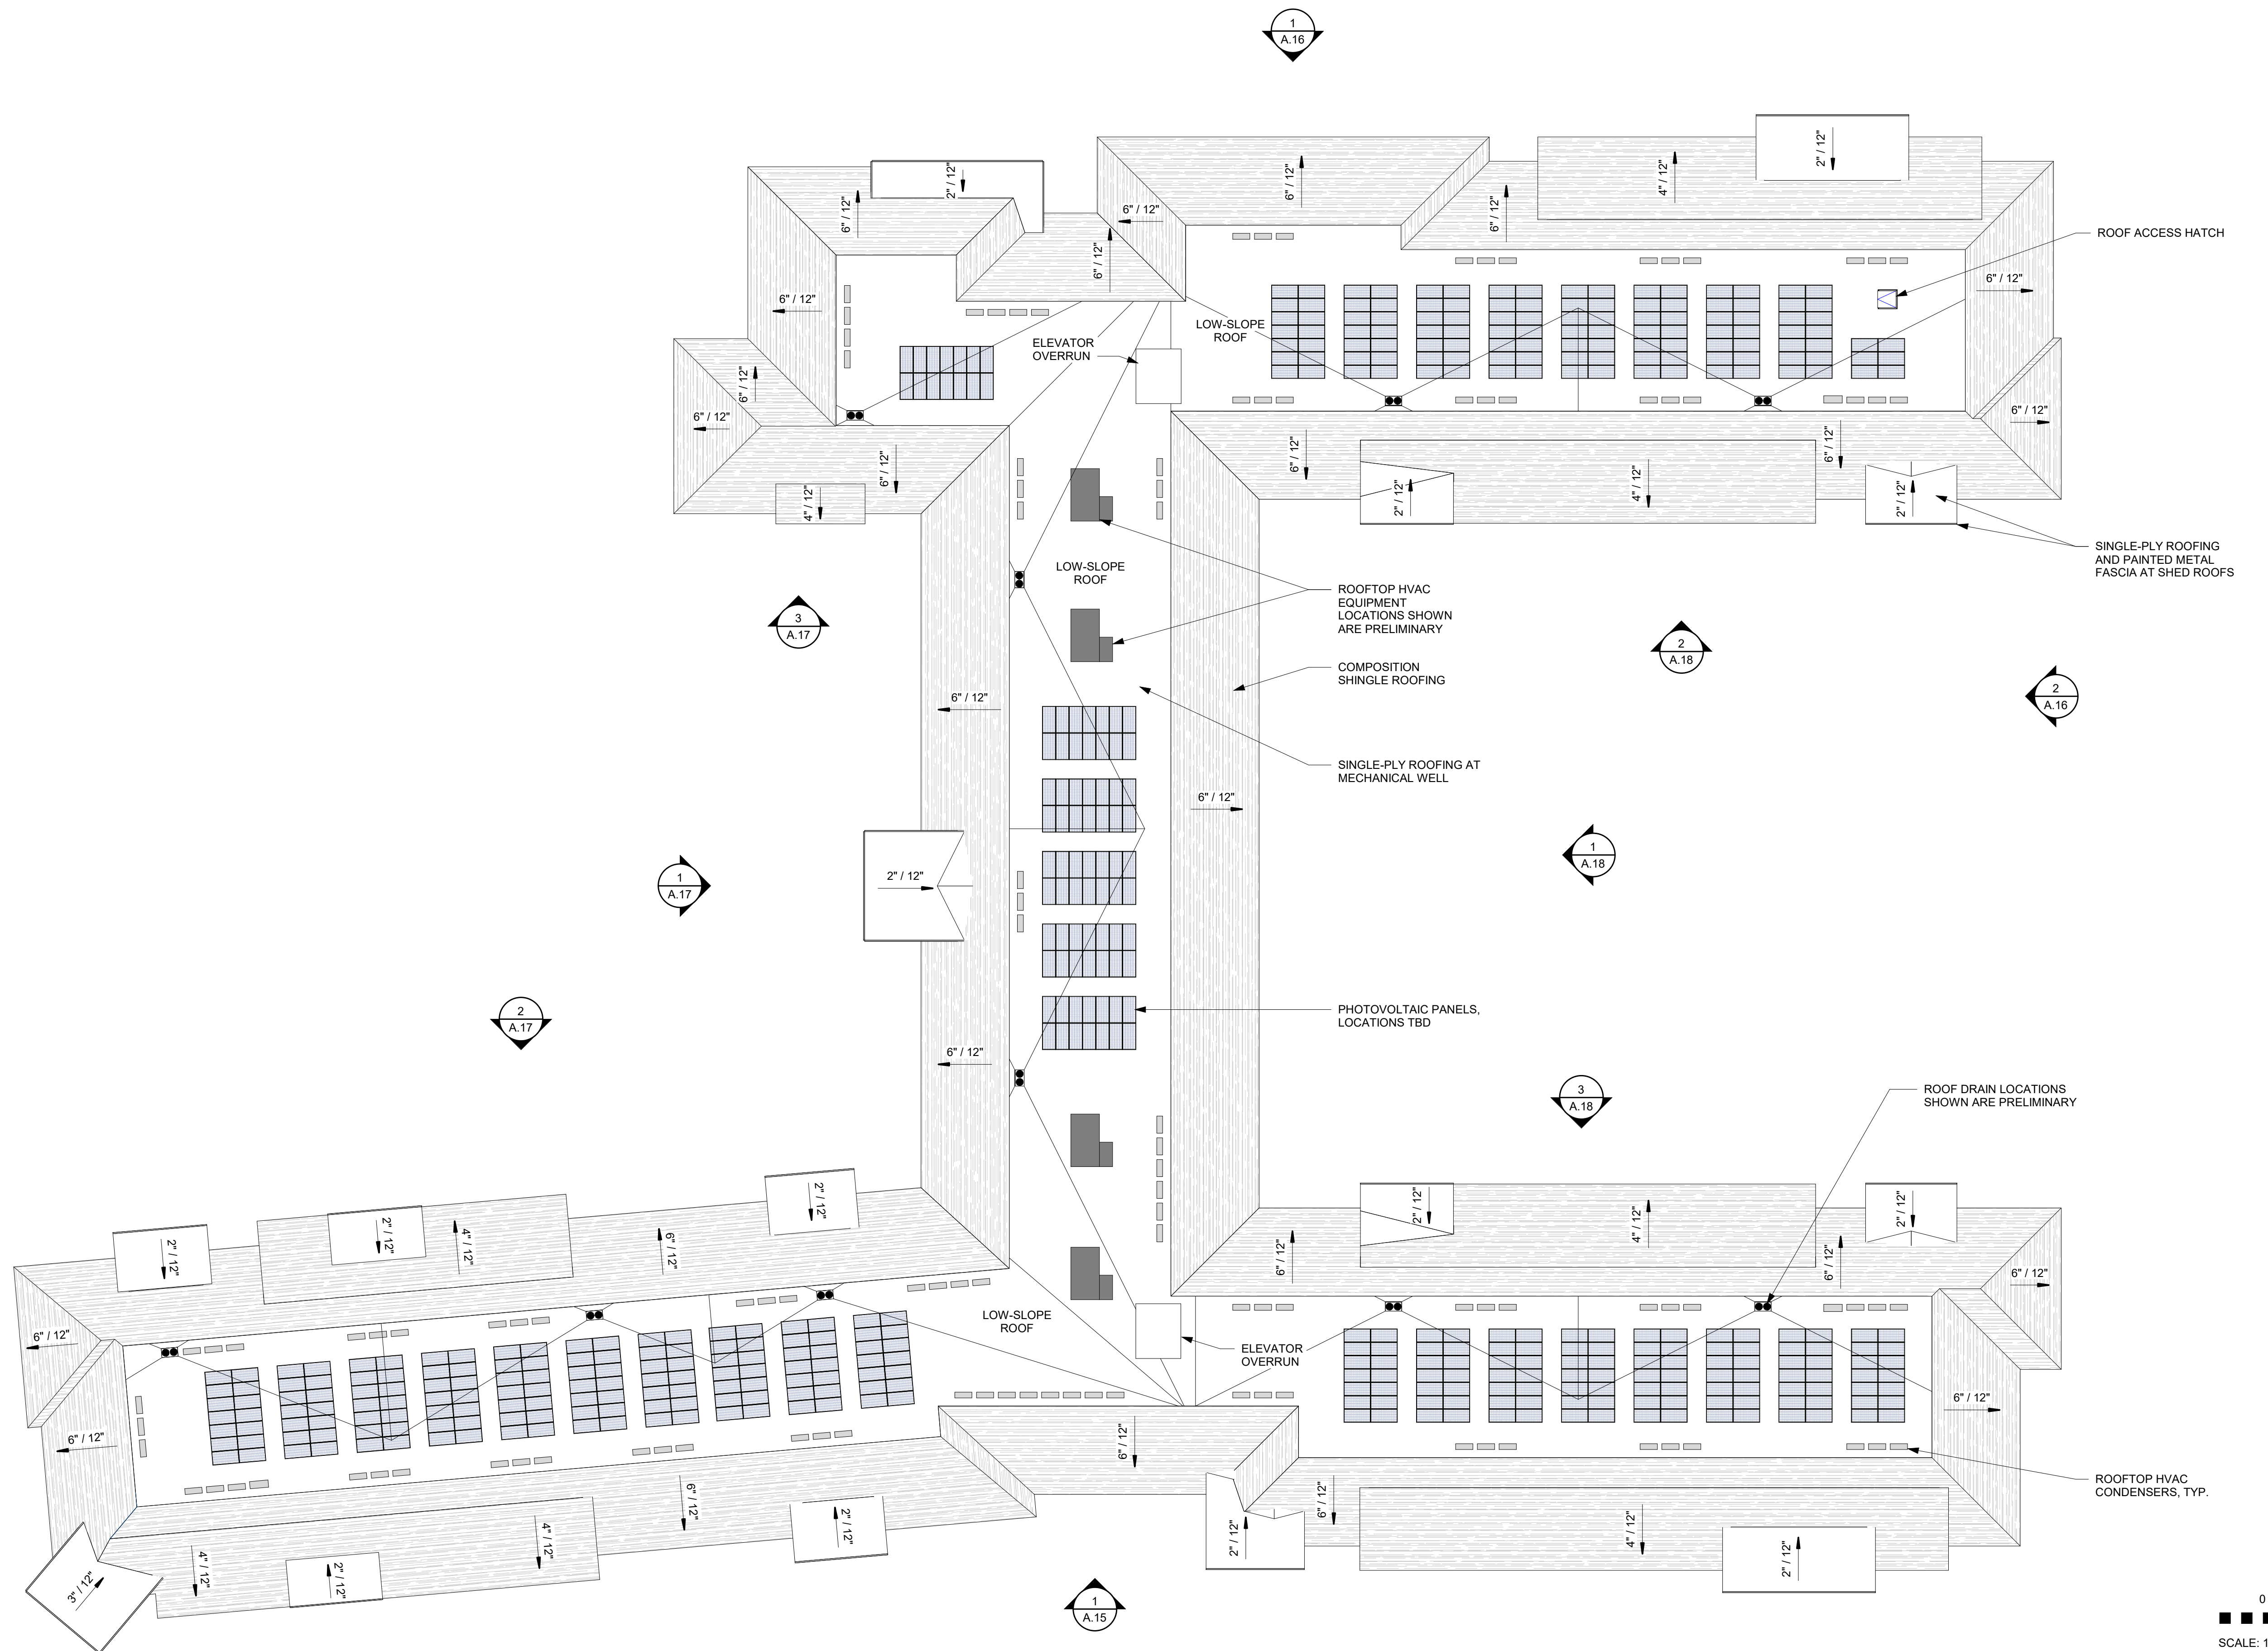 1
A.16
2" / 12"
2" / 12"
6" / 12"
4" / 12"
6" / 12"
6" / 12"
6" / 12"
6" / 12"
ROOF ACCESS HATCH
6" / 12"
6" / 12"
6" / 12"
LOW-SLOPE
ROOF
ELEVATOR
OVERRUN
6" / 12"
6" / 12"
6" / 12"
6" / 12"
6" / 12"
6" / 12"
4" / 12"
2" / 12"
4" / 12"
2" / 12"
SINGLE-PLY ROOFING
AND PAINTED METAL
FASCIA AT SHED ROOFS
LOW-SLOPE
ROOF
ROOFTOP HVAC
EQUIPMENT
LOCATIONS SHOWN
ARE PRELIMINARY
3
A.17
2
A.18
COMPOSITION
SHINGLE ROOFING
2
A.16
6" / 12"
SINGLE-PLY ROOFING AT
MECHANICAL WELL
6" / 12"
1
A.18
1
A.17
2" / 12"
2
A.17
PHOTOVOLTAIC PANELS,
LOCATIONS TBD
6" / 12"
3
A.18
ROOF DRAIN LOCATIONS
SHOWN ARE PRELIMINARY
2" / 12"
2" / 12"
2" / 12"
2" / 12"
2" / 12"
4" / 12"
6" / 12"
4" / 12"
6" / 12"
6" / 12"
6" / 12"
LOW-SLOPE
ROOF
6" / 12"
ELEVATOR
OVERRUN
6" / 12"
6" / 12"
6" / 12"
ROOFTOP HVAC
CONDENSERS, TYP.
6" / 12"
6" / 12"
4" / 12"
2" / 12"
4" / 12"
2" / 12"
2" / 12"
4" / 12"
2" / 12"
3" / 12"
1
A.15
0
SCALE: 1